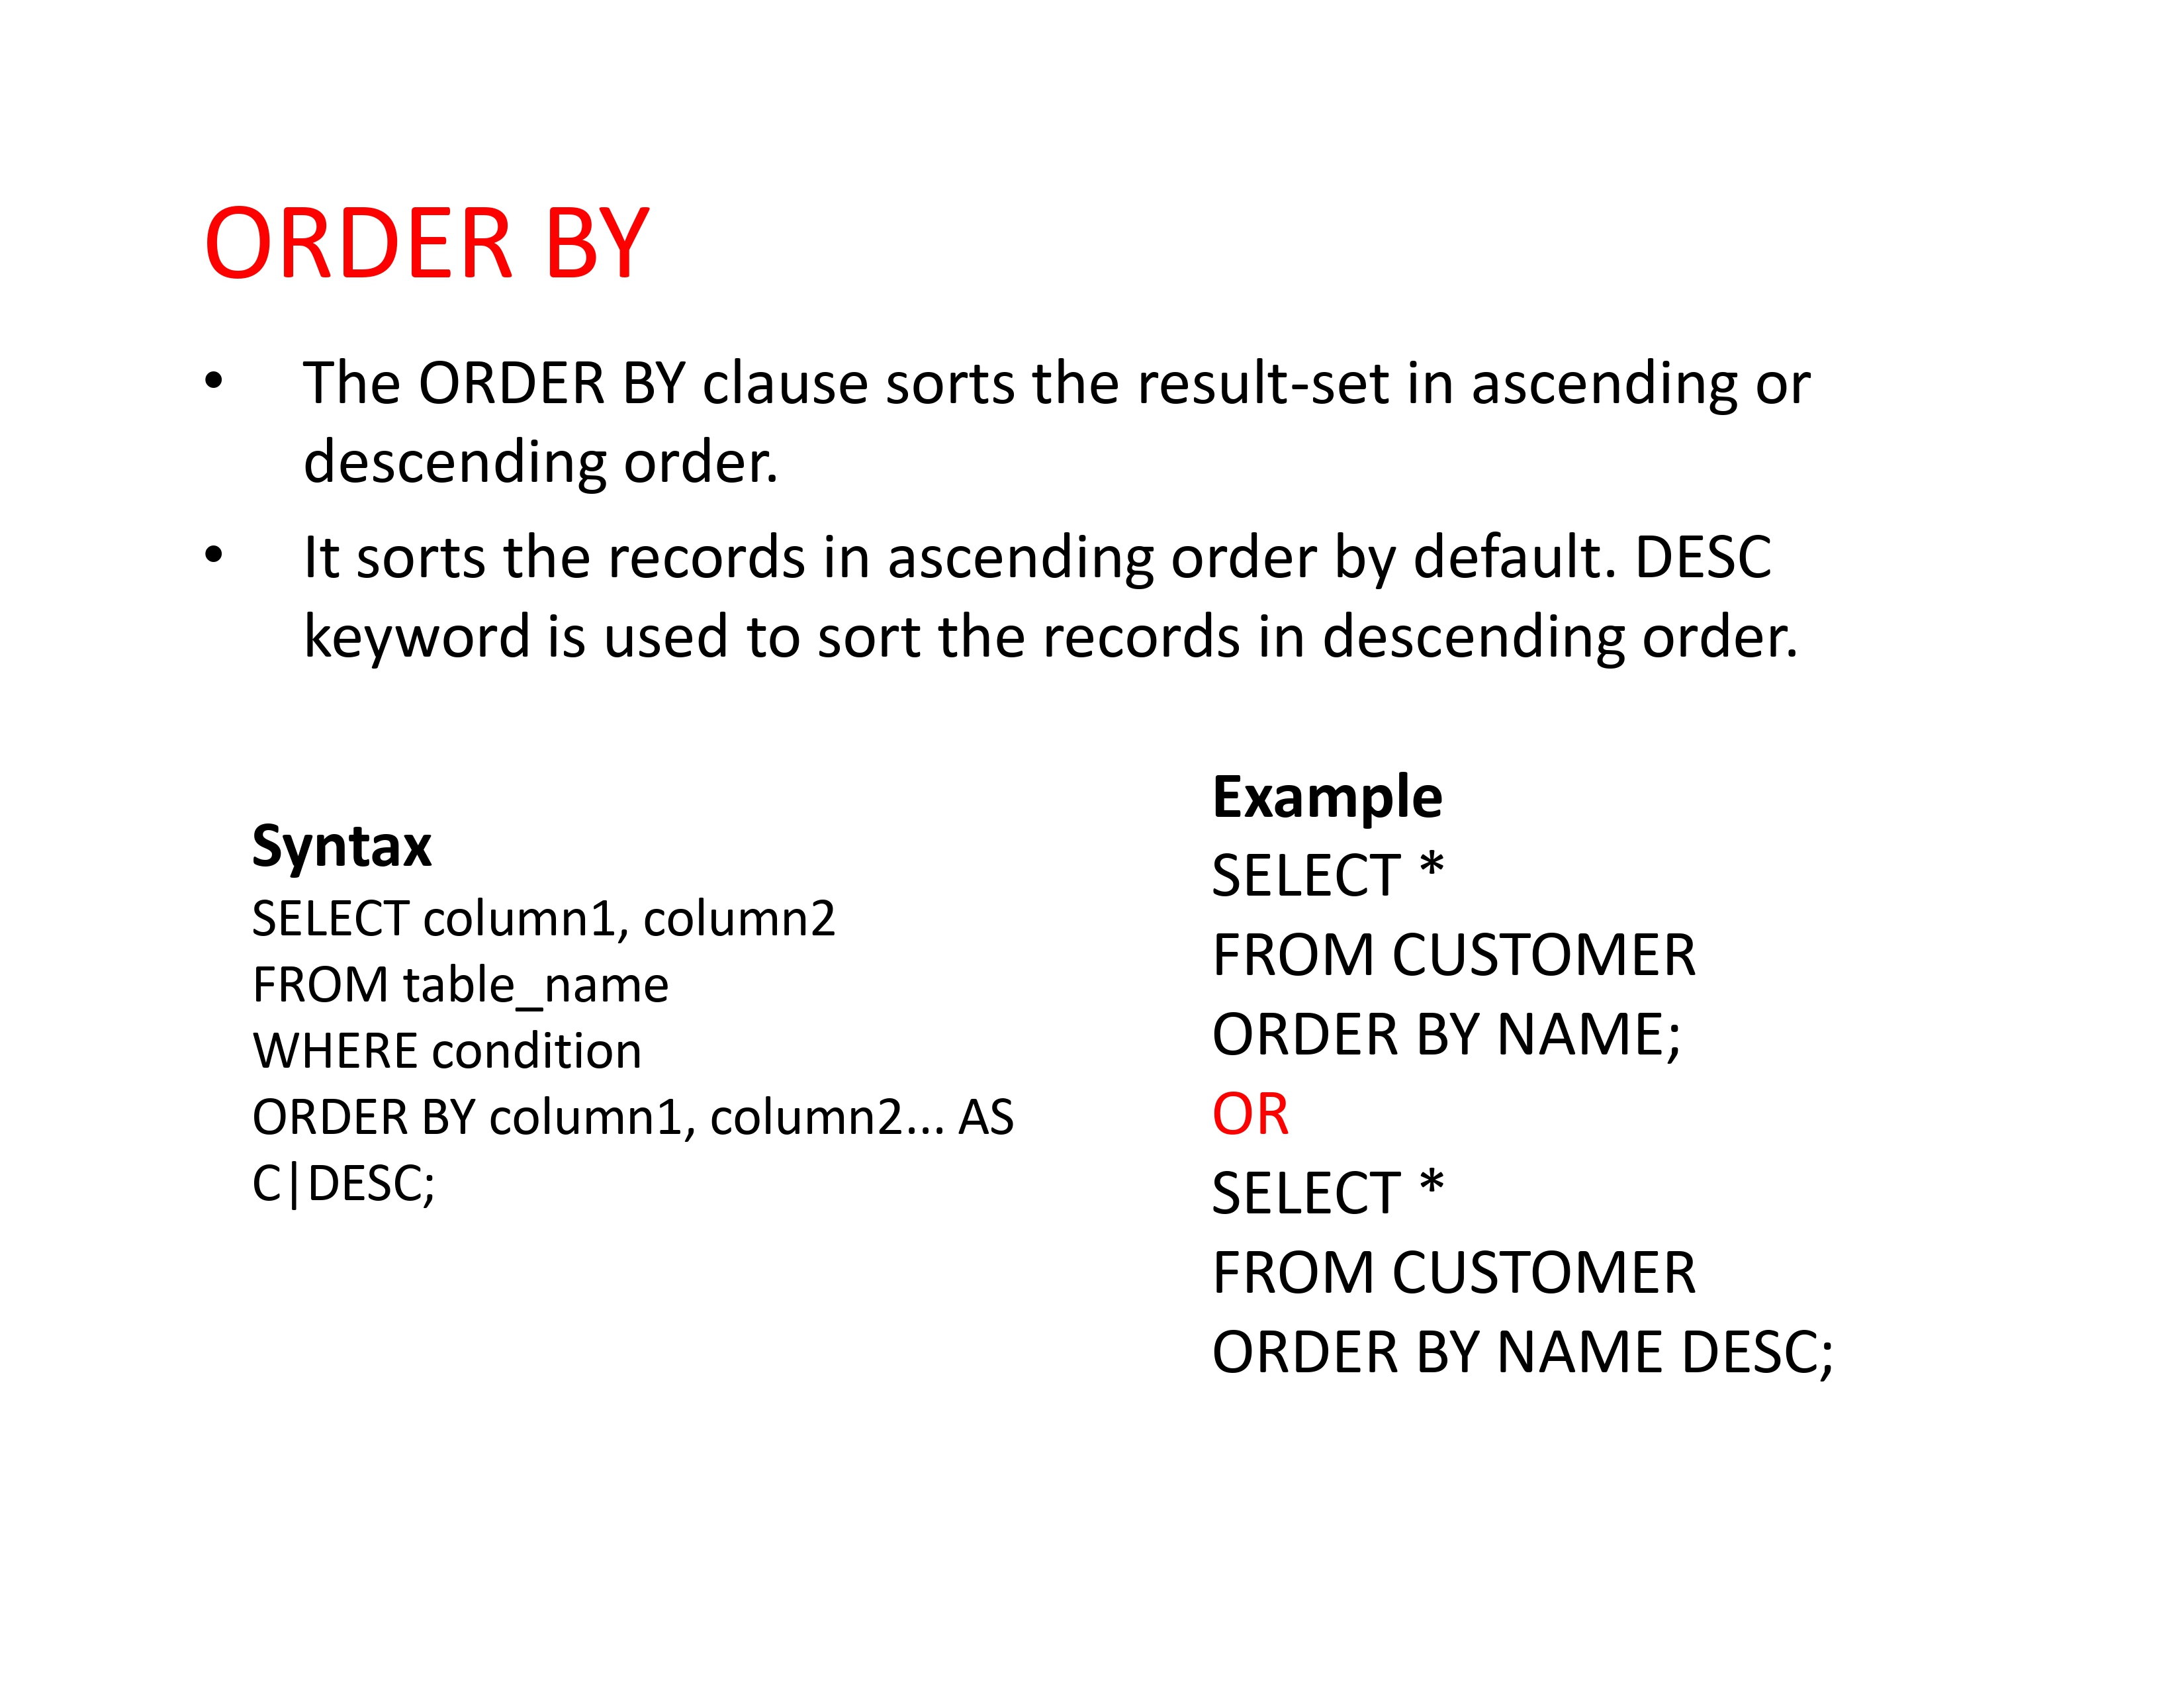 ORDER BY
• The ORDER BY clause sorts the result-set in ascending or
descending order.
• It sorts the records in ascending order by default. DESC
keyword is used to sort the records in descending order.
Syntax
SELECT column1, column2
FROM table_name
WHERE condition
ORDER BY column1, column2... AS
C|DESC;
Example
SELECT *
FROM CUSTOMER
ORDER BY NAME;
OR
SELECT *
FROM CUSTOMER
ORDER BY NAME DESC;